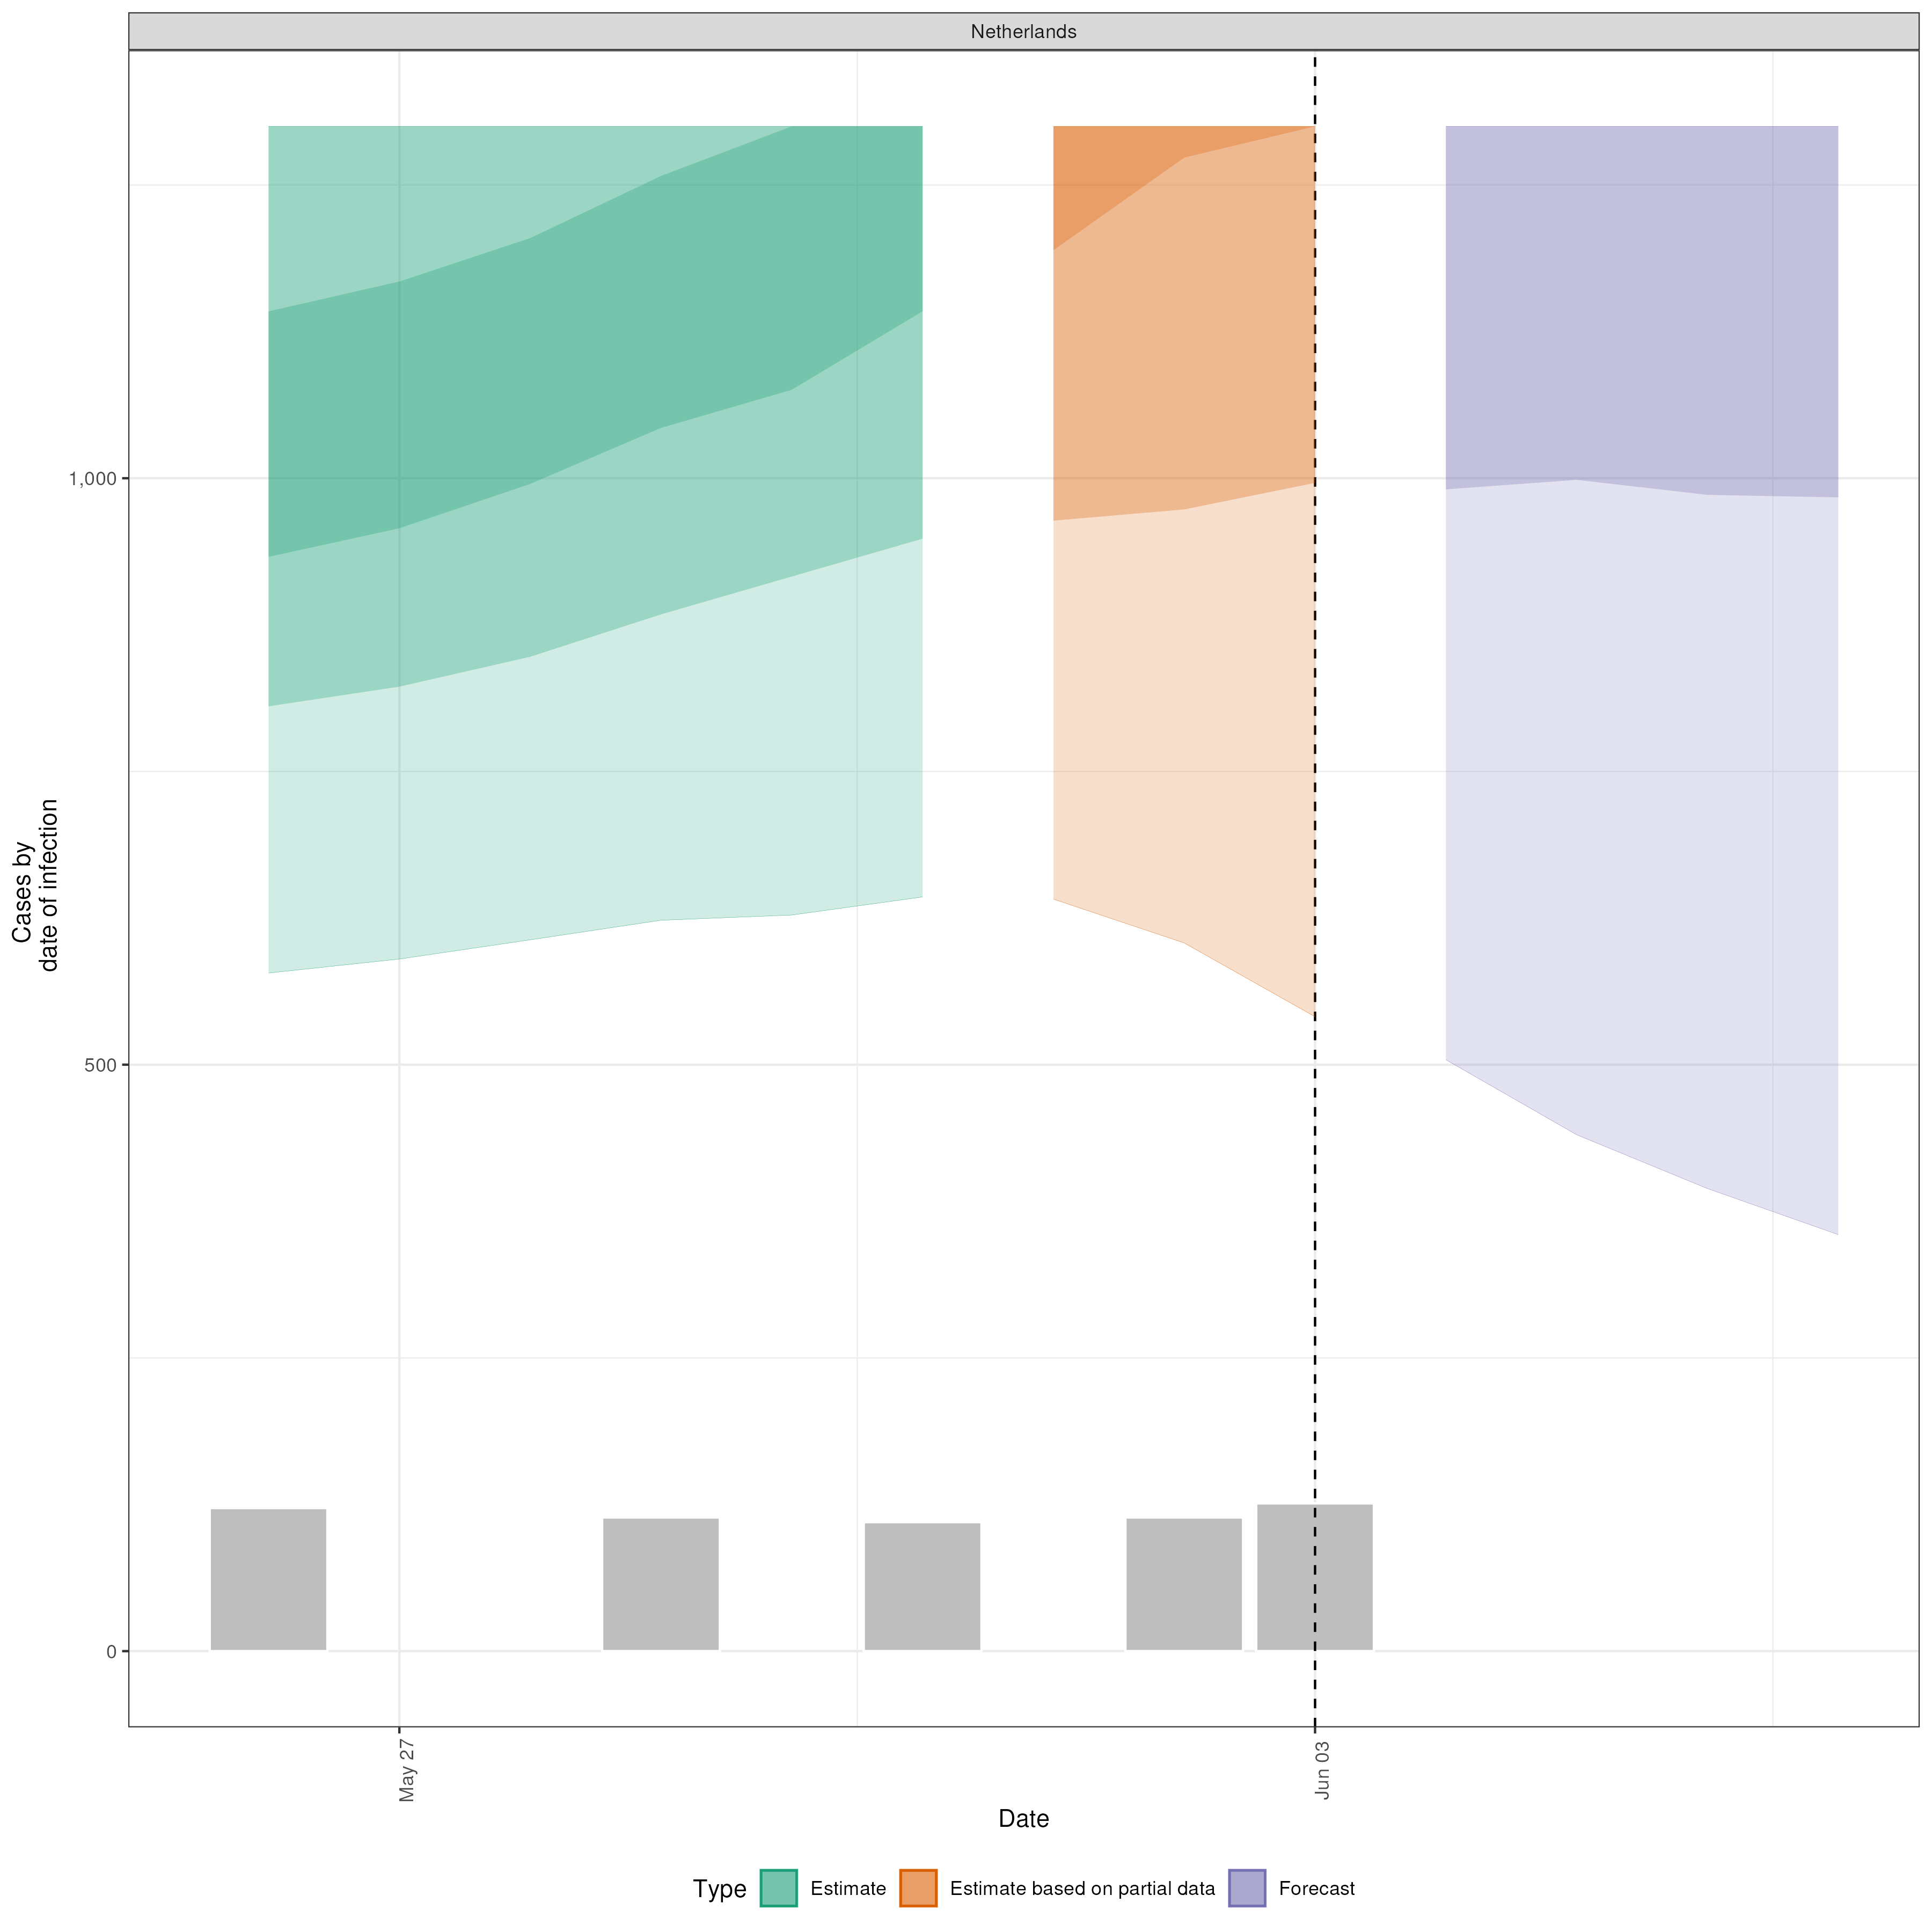 Netherlands
Cases by
date of infection
1,000
500
0
May 27
Jun 03
Date
Type
Estimate
Estimate based on partial data
Forecast